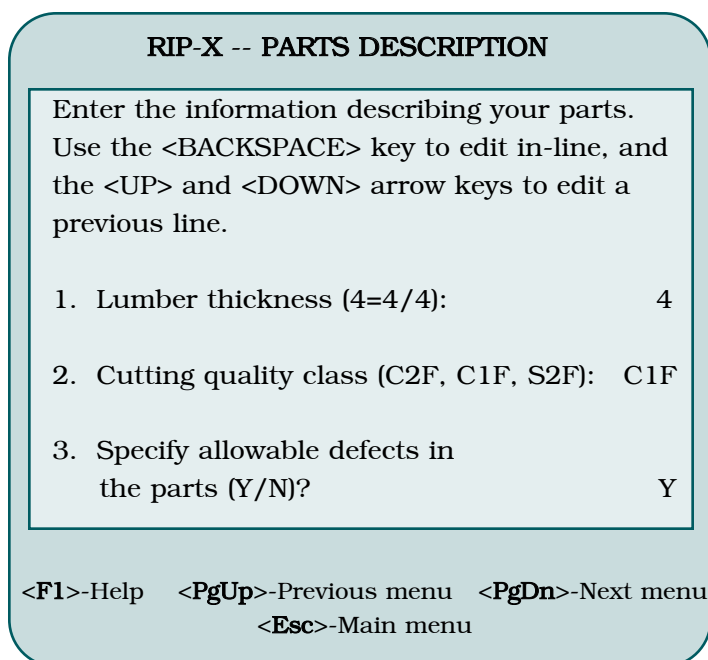 RIP-X -- PARTS DESCRIPTION
Enter the information describing your parts.
Use the <BACKSPACE> key to edit in-line, and
the <UP> and <DOWN> arrow keys to edit a
previous line.
1. Lumber thickness (4=4/4): 4
2. Cutting quality class (C2F, C1F, S2F): C1F
3. Specify allowable defects in
the parts (Y/N)? Y
<F1>-Help <PgUp>-Previous menu <PgDn>-Next menu
<Esc>-Main menu